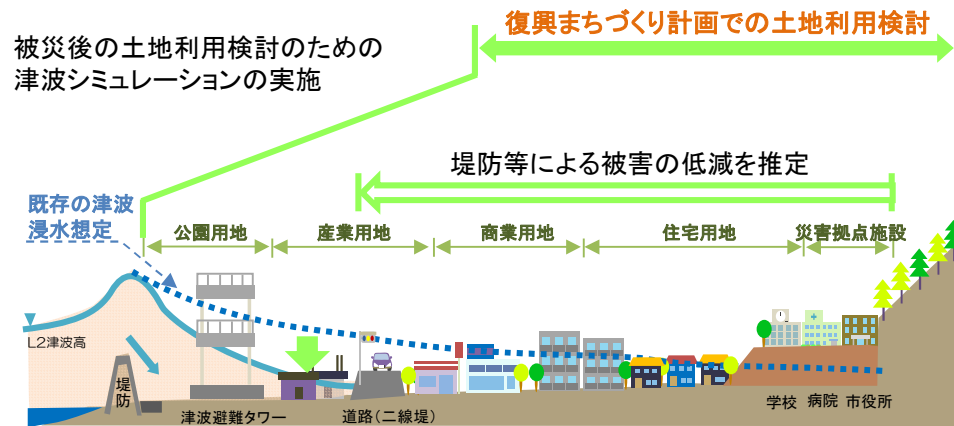 復興まちづくり計画での土地利用検討
被災後の土地利用検討のための
津波シミュレーションの実施
堤防等による被害の低減を推定
既存の津波
浸水想定
公園用地
産業用地
商業用地
住宅用地
災害拠点施設
L2津波高
堤防
津波避難タワー
道路(二線堤)
学校
病院
市役所